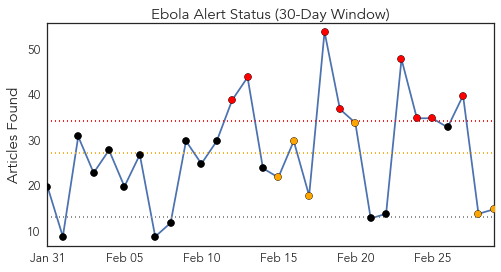 Ebola Alert Status (30-Day Window)
Articles Found
50
40
30
20
10
Jan 31 Feb 05 Feb 10 Feb 15 Feb 20 Feb 25